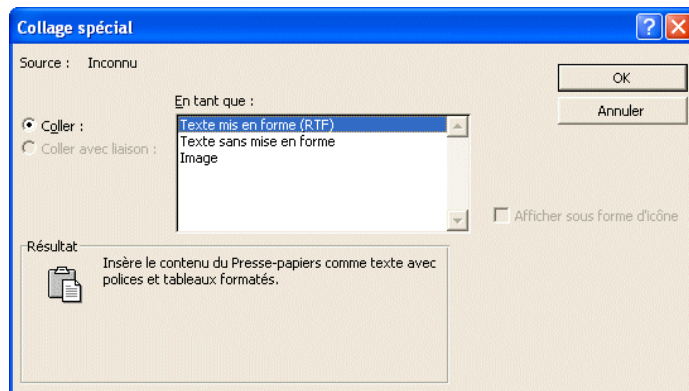 Collage spécial
Source : Inconnu
OK
Annuler
En tant que :
Coller :
Coller avec liaison :
Texte mis en forme (RTF)
Texte sans mise en forme
Image
Afficher sous forme d'icône
Résultat
Insère le contenu du Presse-papiers comme texte avec
polices et tableaux formatés.